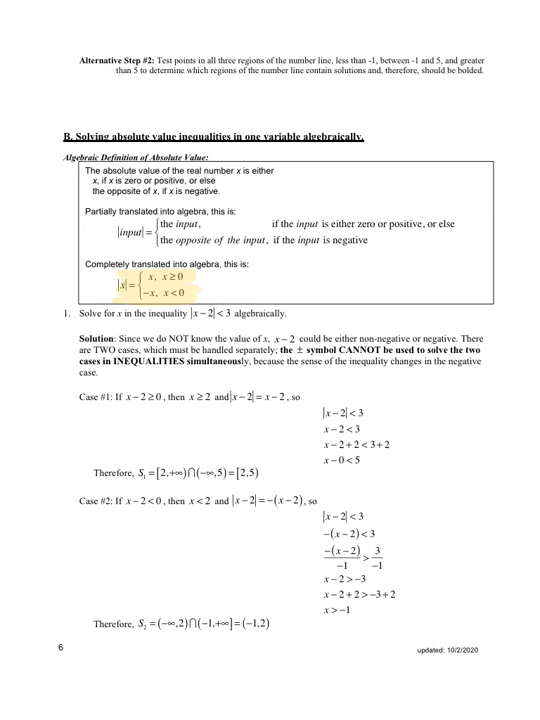 Alternative Step #2: Test points in all three regions of the number line, less than -1, between -1 and 5, and greater
than 5 to determine which regions of the number line contain solutions and, therefore, should be bolded.
B. Solving absolute value inequalities in one variable algebraically.
Algebraic Definition of Absolute Value:
The absolute value of the real number x is either
x, if x is zero or positive, or else
the opposite of x, if x is negative.
Partially translated into algebra, this is:
|input| = { the input, if the input is either zero or positive, or else
the opposite of the input, if the input is negative
Completely translated into algebra, this is:
|x| = { x, x ≥ 0
−x, x < 0
1. Solve for x in the inequality |x − 2| < 3 algebraically.
Solution: Since we do NOT know the value of x, x − 2 could be either non-negative or negative. There
are TWO cases, which must be handled separately; the ± symbol CANNOT be used to solve the two
cases in INEQUALITIES simultaneously, because the sense of the inequality changes in the negative
case.
Case #1: If x − 2 ≥ 0, then x ≥ 2 and |x − 2| = x − 2, so
|x − 2| < 3
x − 2 < 3
x − 2 + 2 < 3 + 2
x − 0 < 5
Therefore, S₁ = [2, +∞) ⋂ (−∞, 5) = [2, 5)
Case #2: If x − 2 < 0, then x < 2 and |x − 2| = −(x − 2), so
|x − 2| < 3
−(x − 2) < 3
−(x − 2)/−1 > 3/−1
x − 2 > −3
x − 2 + 2 > −3 + 2
x > −1
Therefore, S₂ = (−∞, 2) ⋂ (−1, +∞] = (−1, 2)
6
updated: 10/2/2020